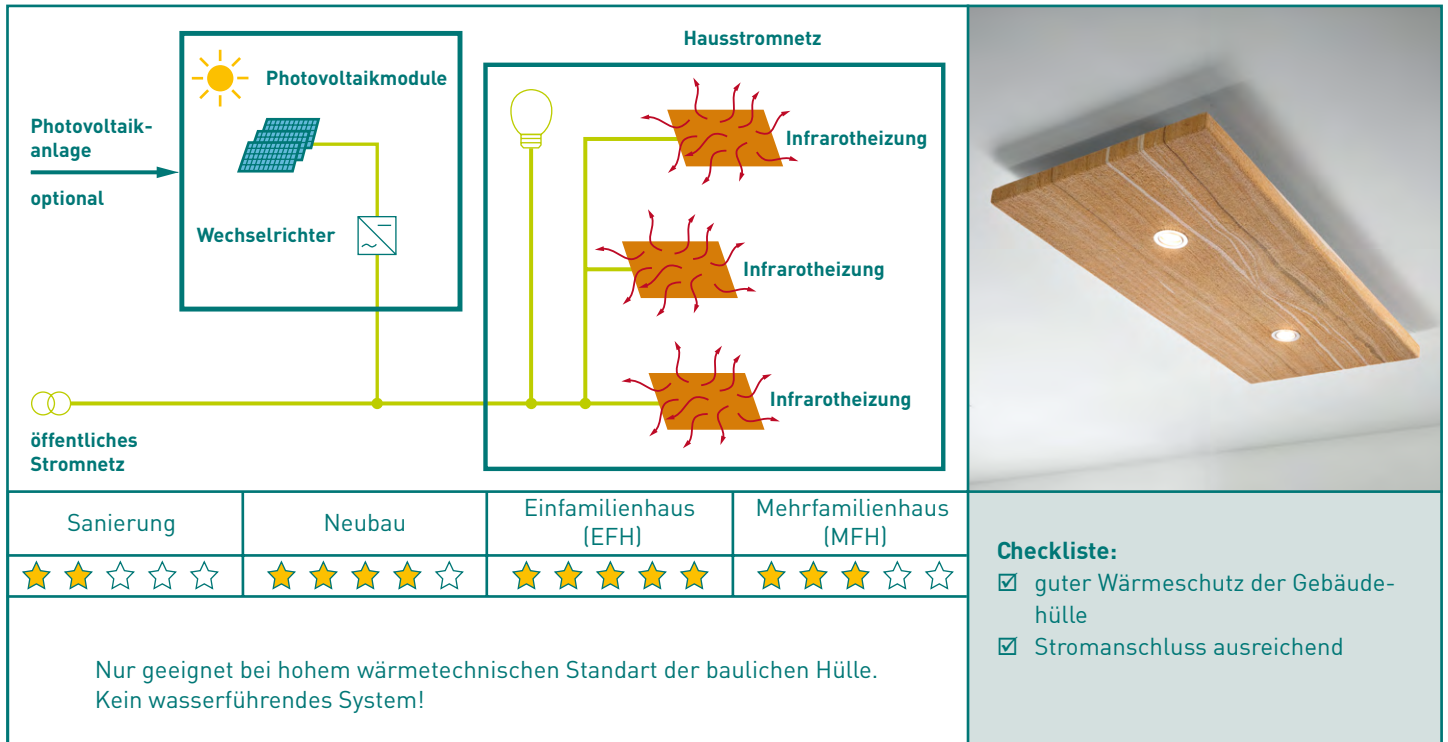 Hausstromnetz
Photovoltaikmodule
Photovoltaik-
anlage
optional
Wechselrichter
Infrarotheizung
Infrarotheizung
Infrarotheizung
öffentliches
Stromnetz
Sanierung
Neubau
Einfamilienhaus
(EFH)
Mehrfamilienhaus
(MFH)
Nur geeignet bei hohem wärmetechnischen Standart der baulichen Hülle.
Kein wasserführendes System!
Checkliste:
guter Wärmeschutz der Gebäude-
hülle
Stromanschluss ausreichend